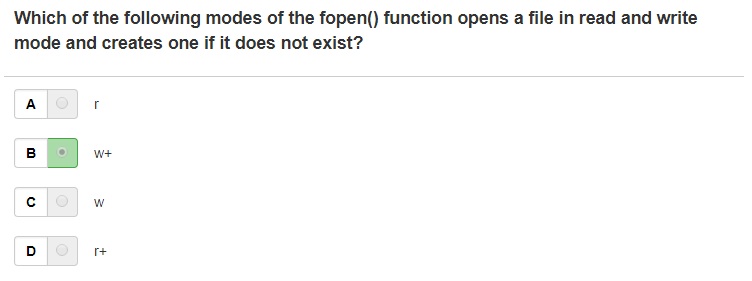 Which of the following modes of the fopen() function opens a file in read and write
mode and creates one if it does not exist?
A r
B w+
C w
D r+